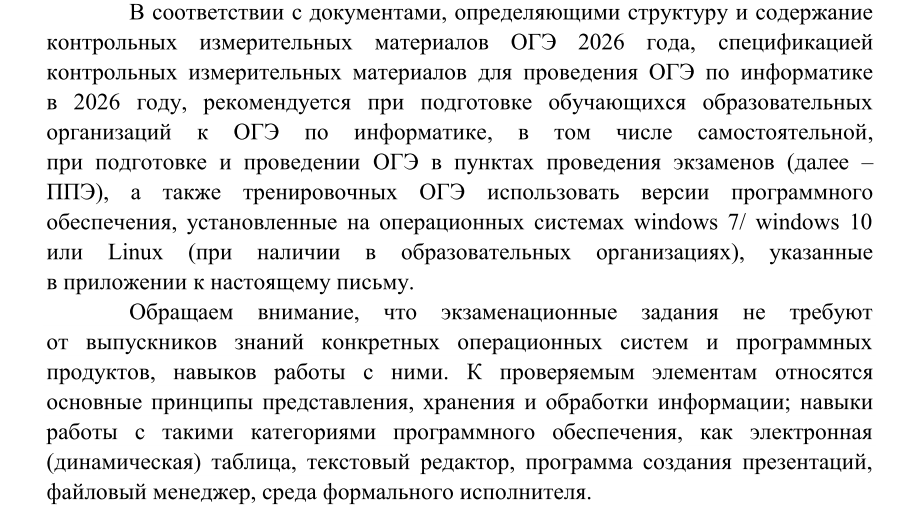 В соответствии с документами, определяющими структуру и содержание
контрольных измерительных материалов ОГЭ 2026 года, спецификацией
контрольных измерительных материалов для проведения ОГЭ по информатике
в 2026 году, рекомендуется при подготовке обучающихся образовательных
организаций к ОГЭ по информатике, в том числе самостоятельной,
при подготовке и проведении ОГЭ в пунктах проведения экзаменов (далее –
ППЭ), а также тренировочных ОГЭ использовать версии программного
обеспечения, установленные на операционных системах windows 7/ windows 10
или Linux (при наличии в образовательных организациях), указанные
в приложении к настоящему письму.
Обращаем внимание, что экзаменационные задания не требуют
от выпускников знаний конкретных операционных систем и программных
продуктов, навыков работы с ними. К проверяемым элементам относятся
основные принципы представления, хранения и обработки информации; навыки
работы с такими категориями программного обеспечения, как электронная
(динамическая) таблица, текстовый редактор, программа создания презентаций,
файловый менеджер, среда формального исполнителя.